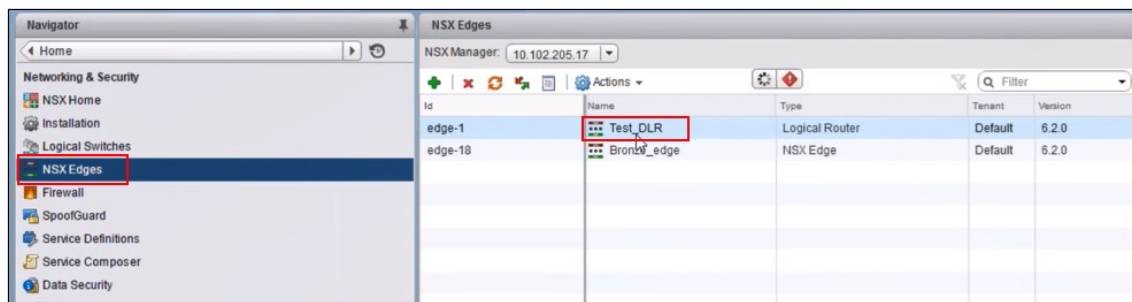 Navigator
Home
Networking & Security
NSX Home
Installation
Logical Switches
NSX Edges
Firewall
SpoofGuard
Service Definitions
Service Composer
Data Security
NSX Edges
NSX Manager: 10.102.205.17
Actions
Filter
Id Name Type Tenant Version
edge-1 Test_DLR Logical Router Default 6.2.0
edge-18 Bronze_edge NSX Edge Default 6.2.0